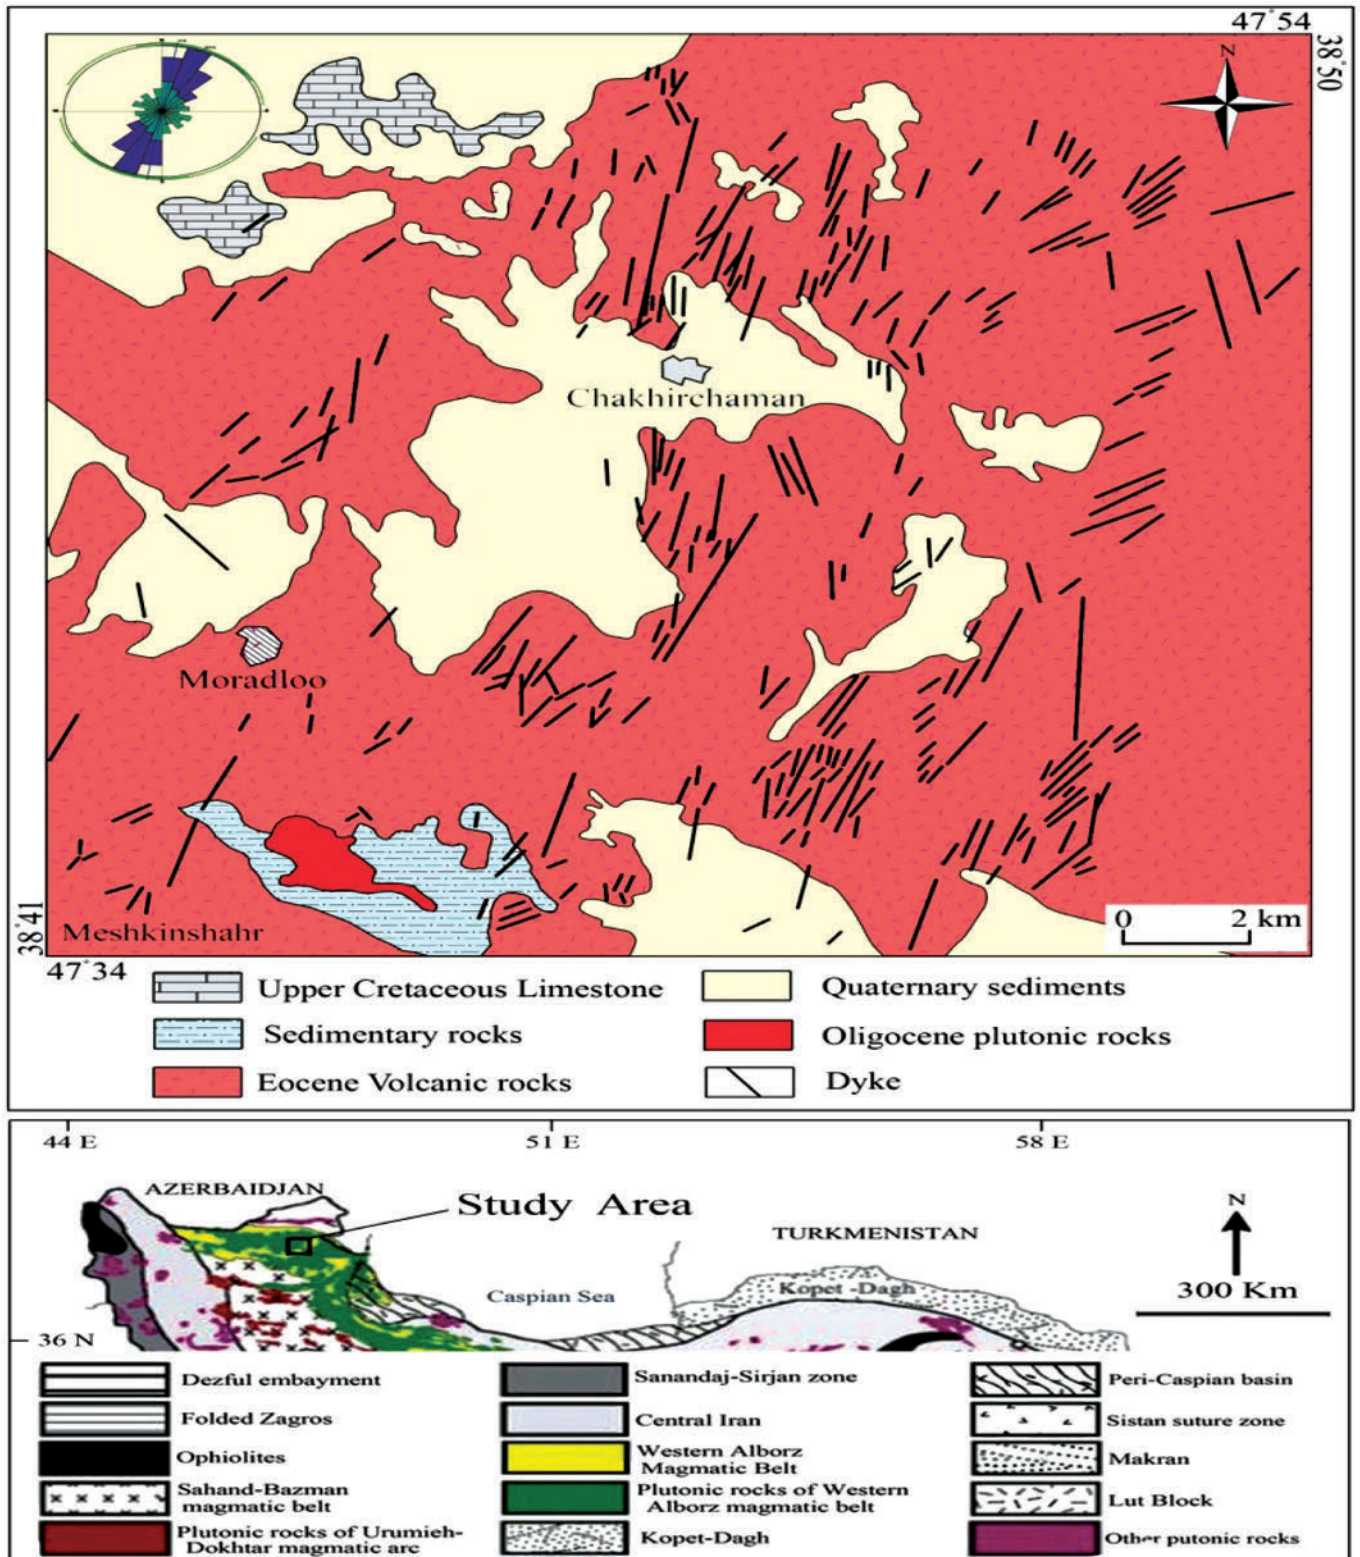 47°54
38°50
N
Chakhirchaman
Moradloo
38°41
Meshkinshahr
0 2 km
47°34
Upper Cretaceous Limestone
Quaternary sediments
Sedimentary rocks
Oligocene plutonic rocks
Eocene Volcanic rocks
Dyke
44 E
51 E
58 E
AZERBAIDJAN
Study Area
N
TURKMENISTAN
Kopet -Dagh
Caspian Sea
300 Km
36 N
Dezful embayment
Folded Zagros
Ophiolites
Sahand-Bazman
magmatic belt
Plutonic rocks of Urumieh-
Dokhtar magmatic arc
Sanandaj-Sirjan zone
Central Iran
Western Alborz
Magmatic Belt
Plutonic rocks of Western
Alborz magmatic belt
Kopet-Dagh
Peri-Caspian basin
Sistan suture zone
Makran
Lut Block
Other putonic rocks